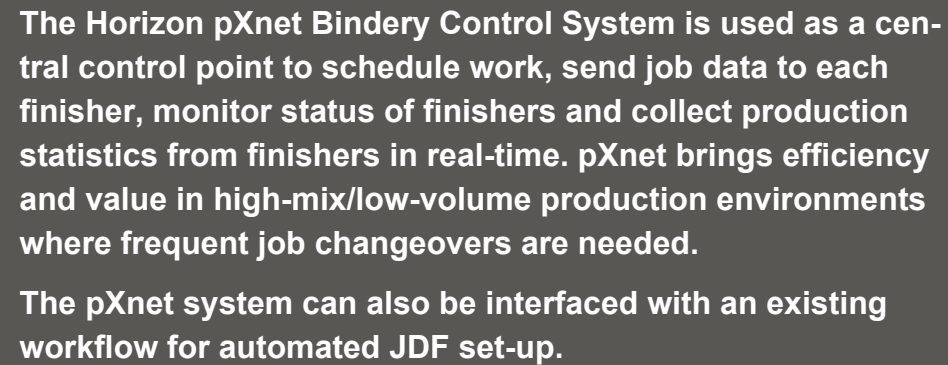 The Horizon pXnet Bindery Control System is used as a cen-
tral control point to schedule work, send job data to each
finisher, monitor status of finishers and collect production
statistics from finishers in real-time. pXnet brings efficiency
and value in high-mix/low-volume production environments
where frequent job changeovers are needed.
The pXnet system can also be interfaced with an existing
workflow for automated JDF set-up.